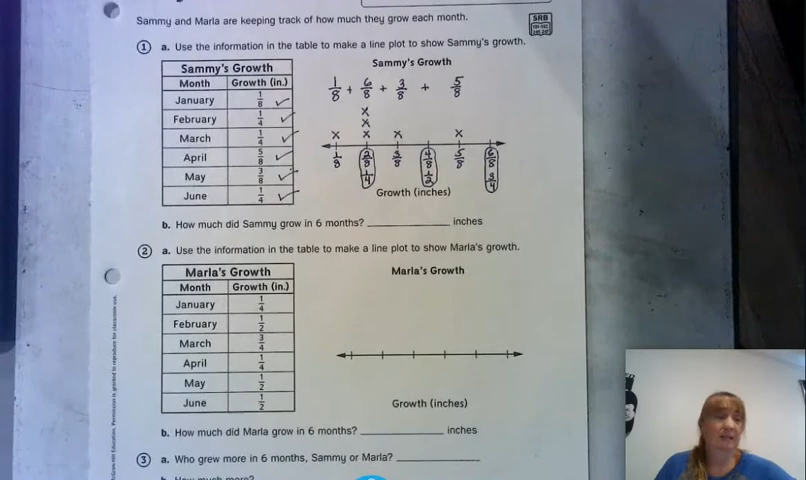 Sammy and Marla are keeping track of how much they grow each month.
SRB
1 a. Use the information in the table to make a line plot to show Sammy's growth.
Sammy's Growth
Month Growth (in.)
January 1/8 ✓
February 1/4 ✓
March 1/4 ✓
April 5/8 ✓
May 3/8 ✓
June 1/4 ✓
Sammy's Growth
1/8 + 6/8 + 3/8 + 5/8
x
x
x x x x
1/8 2/8 3/8 4/8 5/8 6/8
1/4 1/2 3/4
Growth (inches)
b. How much did Sammy grow in 6 months? ____________ inches
2 a. Use the information in the table to make a line plot to show Marla's growth.
Marla's Growth
Month Growth (in.)
January 1/4
February 1/2
March 3/4
April 1/4
May 1/2
June 1/2
Marla's Growth
Growth (inches)
b. How much did Marla grow in 6 months? ____________ inches
3 a. Who grew more in 6 months, Sammy or Marla? ____________